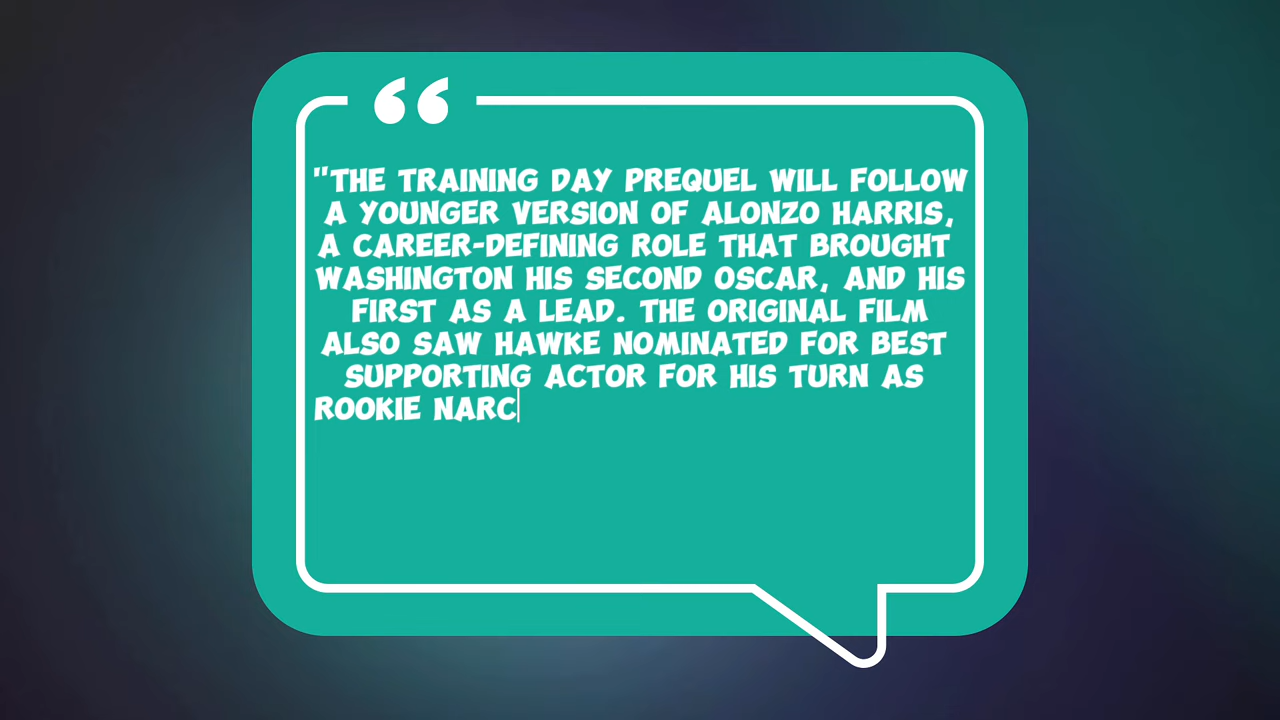 "THE TRAINING DAY PREQUEL WILL FOLLOW
A YOUNGER VERSION OF ALONZO HARRIS,
A CAREER-DEFINING ROLE THAT BROUGHT
WASHINGTON HIS SECOND OSCAR, AND HIS
FIRST AS A LEAD. THE ORIGINAL FILM
ALSO SAW HAWKE NOMINATED FOR BEST
SUPPORTING ACTOR FOR HIS TURN AS
ROOKIE NARC